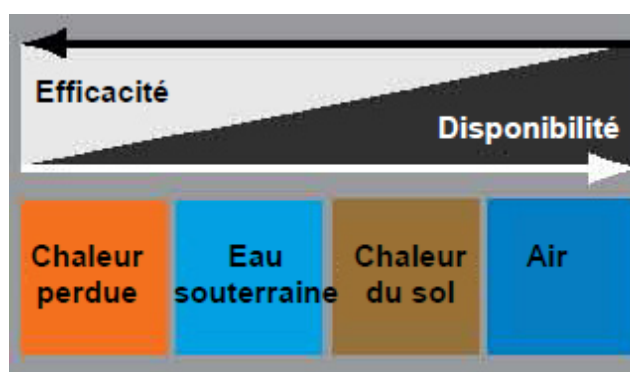 Efficacité
Disponibilité
Chaleur
perdue
Eau
souterraine
Chaleur
du sol
Air